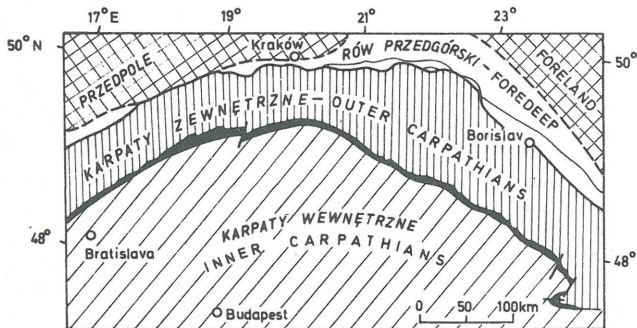 17°E 19° 21° 23°
50°N
50°
Kraków
RÓW PRZEDGÓRSKI - FOREDEEP
FORELAND
PRZEDPOLE
KARPATY ZEWNĘTRZNE - OUTER CARPATHIANS
Borislav
KARPATY WEWNĘTRZNE
INNER CARPATHIANS
48°
48°
Bratislava
Budapest
0 50 100km